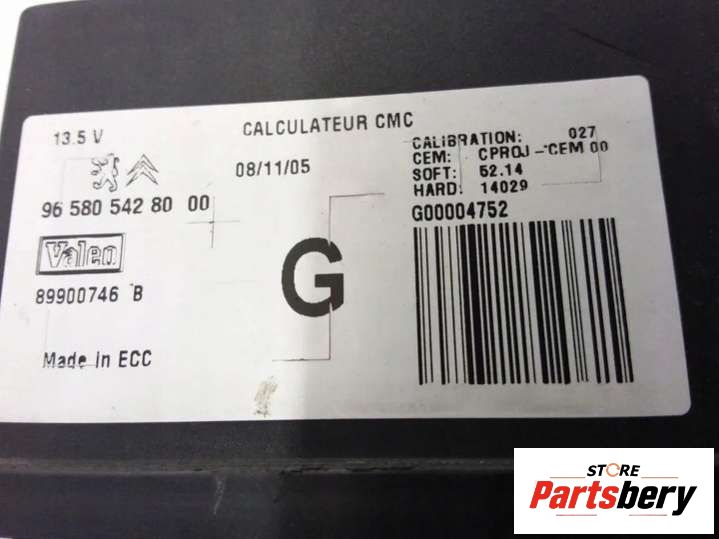 13.5 V
CALCULATEUR CMC
08/11/05
CALIBRATION: 027
CEM: CPROJ-CEM 00
SOFT: 52.14
HARD: 14029
96 580 542 80 00
G00004752
Valeo
G
89900746 B
Made in ECC
STORE
Partsbery